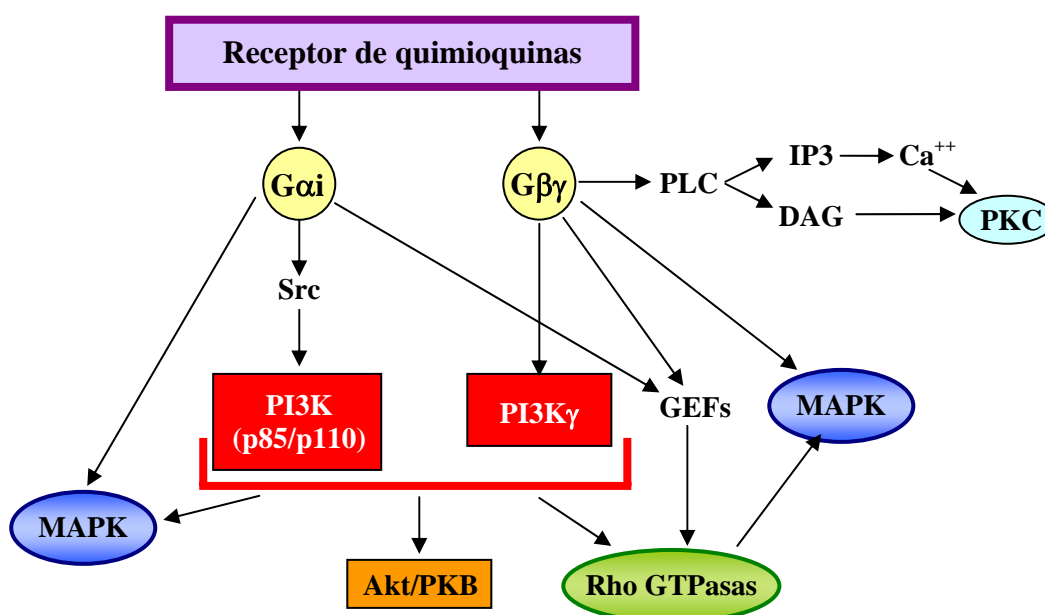 Receptor de quimioquinas
Gαi
Gβγ
PLC
IP3
Ca++
DAG
PKC
Src
PI3K
(p85/p110)
PI3Kγ
GEFs
MAPK
MAPK
Akt/PKB
Rho GTPasas